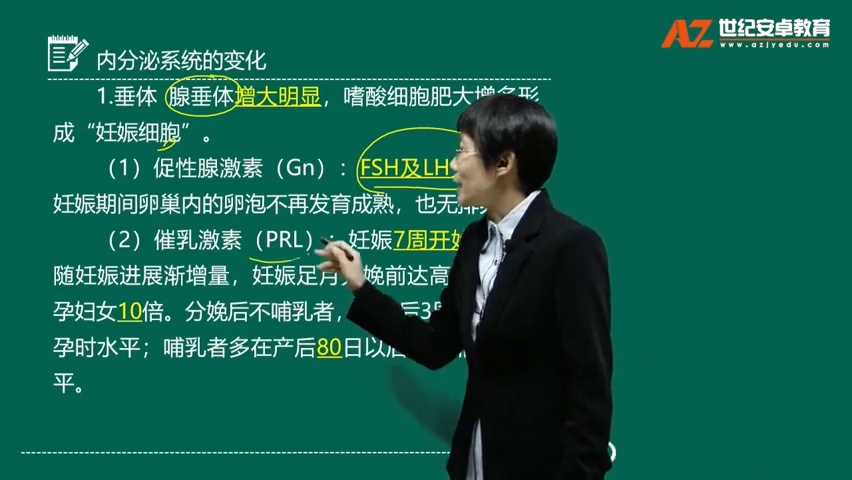 世纪安卓教育
www.azjyedu.com
内分泌系统的变化
1.垂体 腺垂体增大明显，嗜酸细胞肥大增多形
成“妊娠细胞”。
（1）促性腺激素（Gn）：FSH及LH
妊娠期间卵巢内的卵泡不再发育成熟，也无排
（2）催乳激素（PRL）：妊娠7周开始
随妊娠进展渐增量，妊娠足月 娩前达高
孕妇女10倍。分娩后不哺乳者， 后3
孕时水平；哺乳者多在产后80日以后
平。